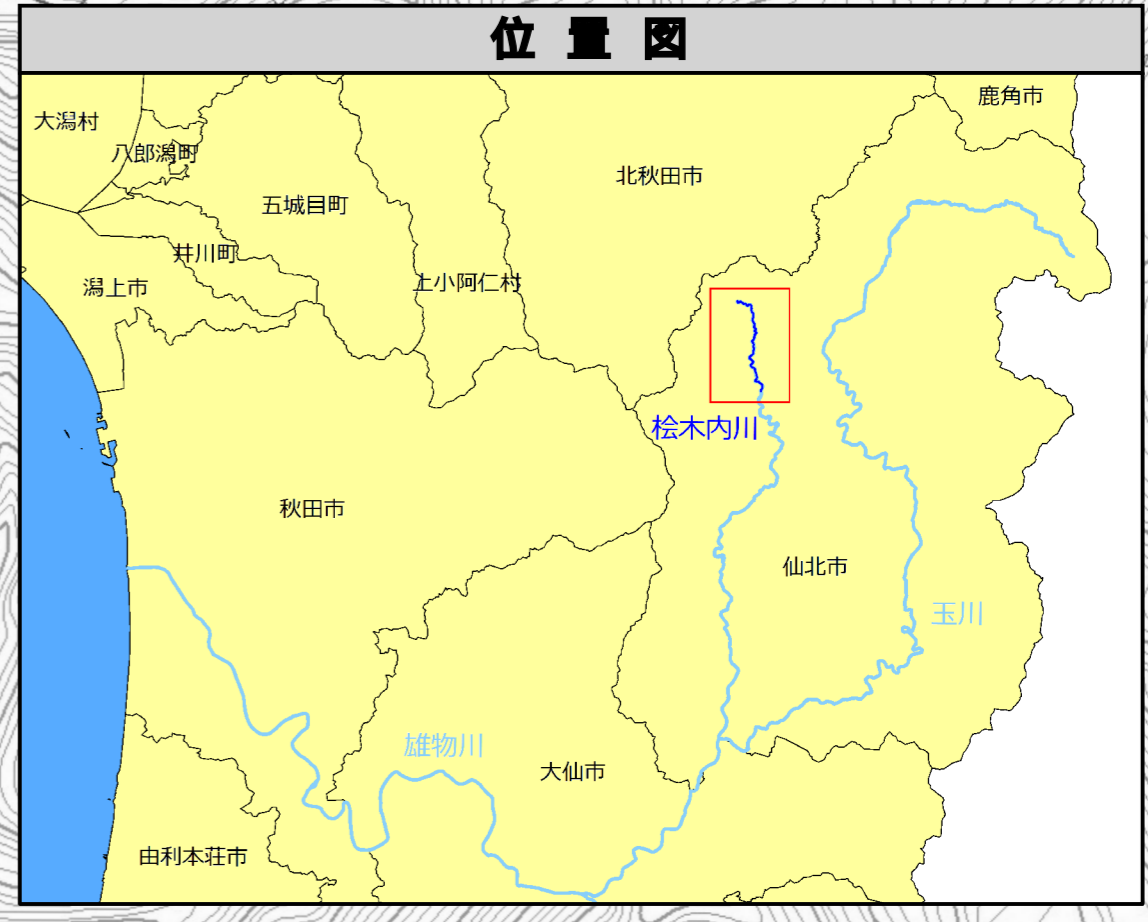 位置図
鹿角市
大潟村
八郎潟町
北秋田市
五城目町
井川町
上小阿仁村
潟上市
桧木内川
秋田市
仙北市
玉川
雄物川
大仙市
由利本荘市